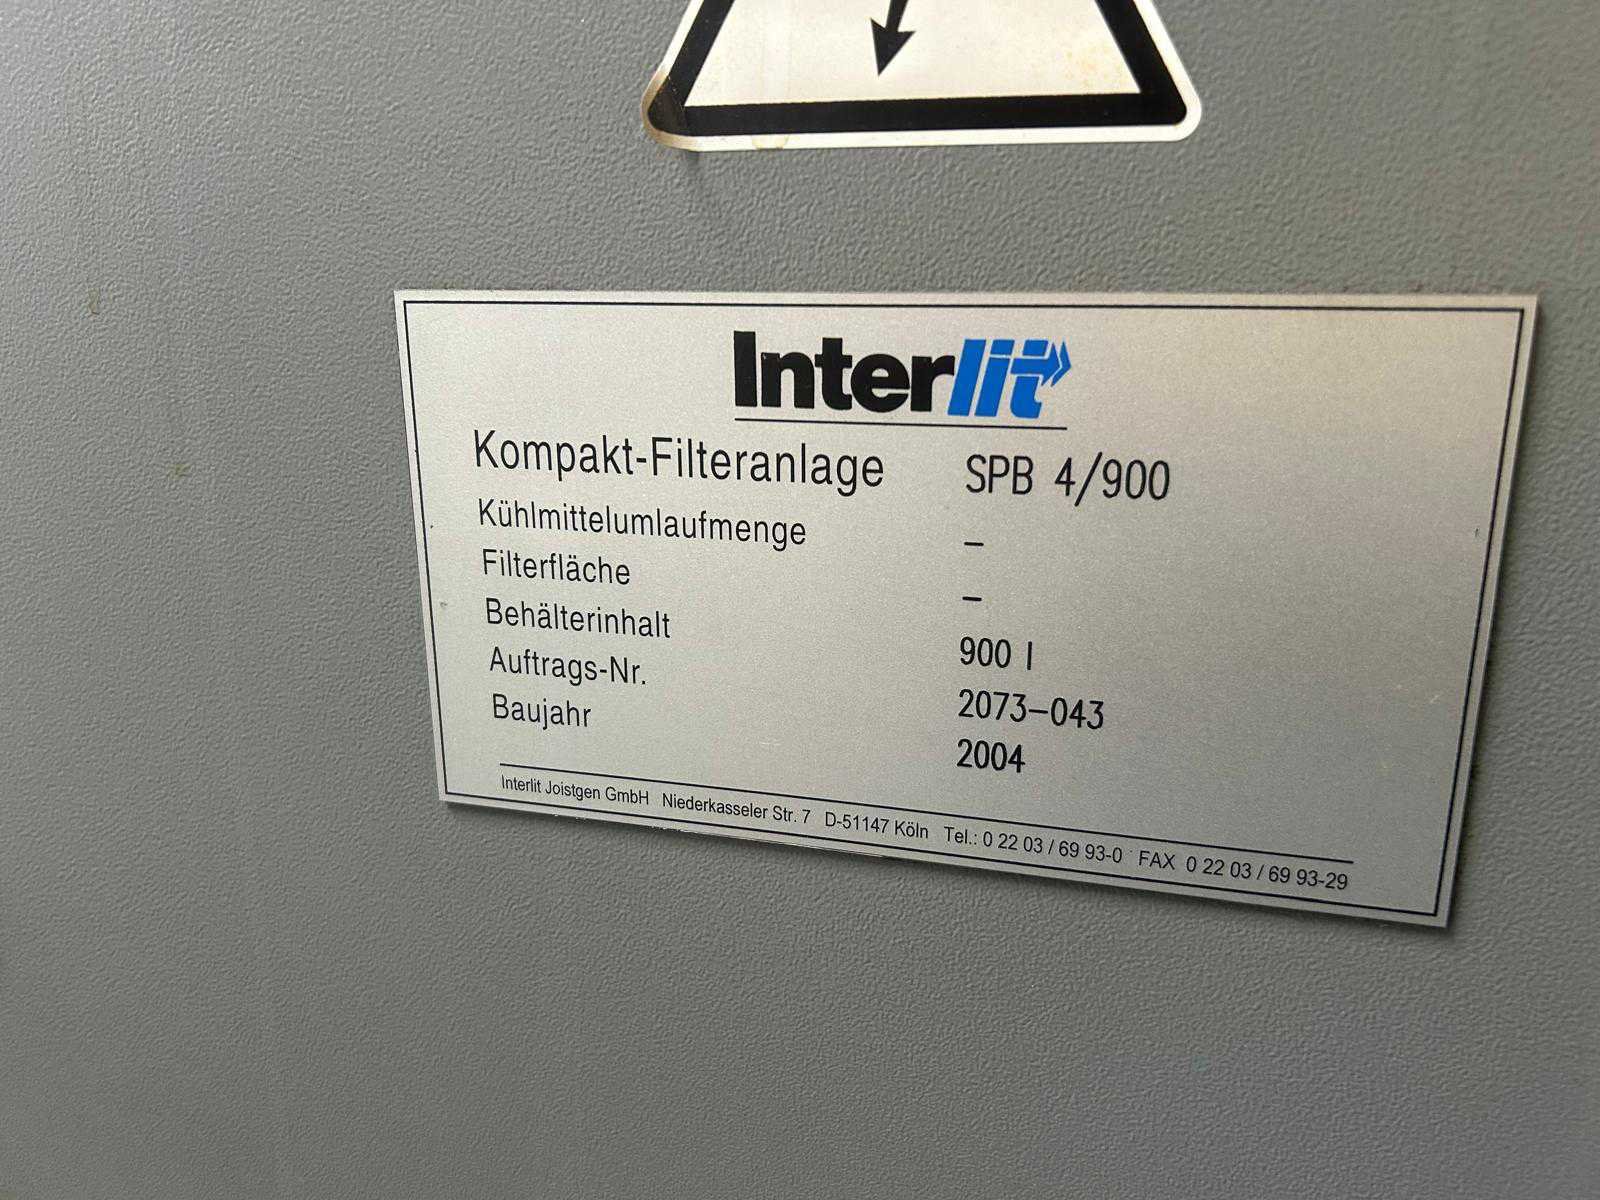 Interlit
Kompakt-Filteranlage SPB 4/900
Kühlmittelumlaufmenge –
Filterfläche –
Behälterinhalt 900 l
Auftrags-Nr. 2073-043
Baujahr 2004
Interlit Joistgen GmbH Niederkasseler Str. 7 D-51147 Köln Tel.: 0 22 03 / 69 93-0 FAX 0 22 03 / 69 93-29